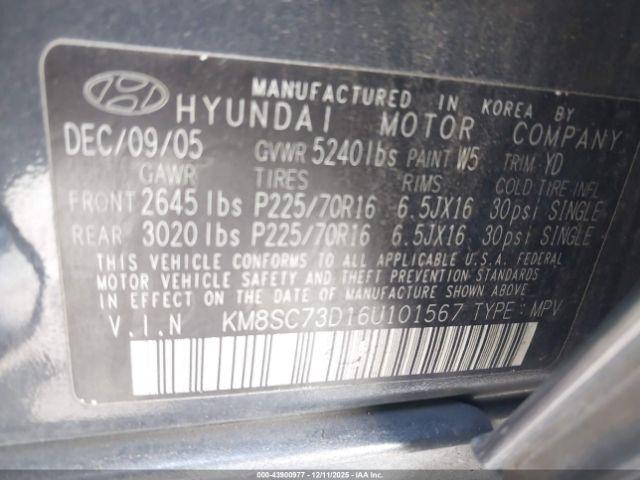 MANUFACTURED IN KOREA BY
HYUNDAI MOTOR COMPANY
DEC/09/05 GVWR 5240lbs PAINT W5 TRIM YD
GAWR TIRES RIMS COLD TIRE INFL
FRONT 2645 lbs P225/70R16 6.5JX16 30psi SINGLE
REAR 3020 lbs P225/70R16 6.5JX16 30psi SINGLE
THIS VEHICLE CONFORMS TO ALL APPLICABLE U.S.A. FEDERAL
MOTOR VEHICLE SAFETY AND THEFT PREVENTION STANDARDS
IN EFFECT ON THE DATE OF MANUFACTURE SHOWN ABOVE.
V.I.N KM8SC73D16U101567 TYPE : MPV
000-43900977 - 12/11/2025 - IAAI.COM